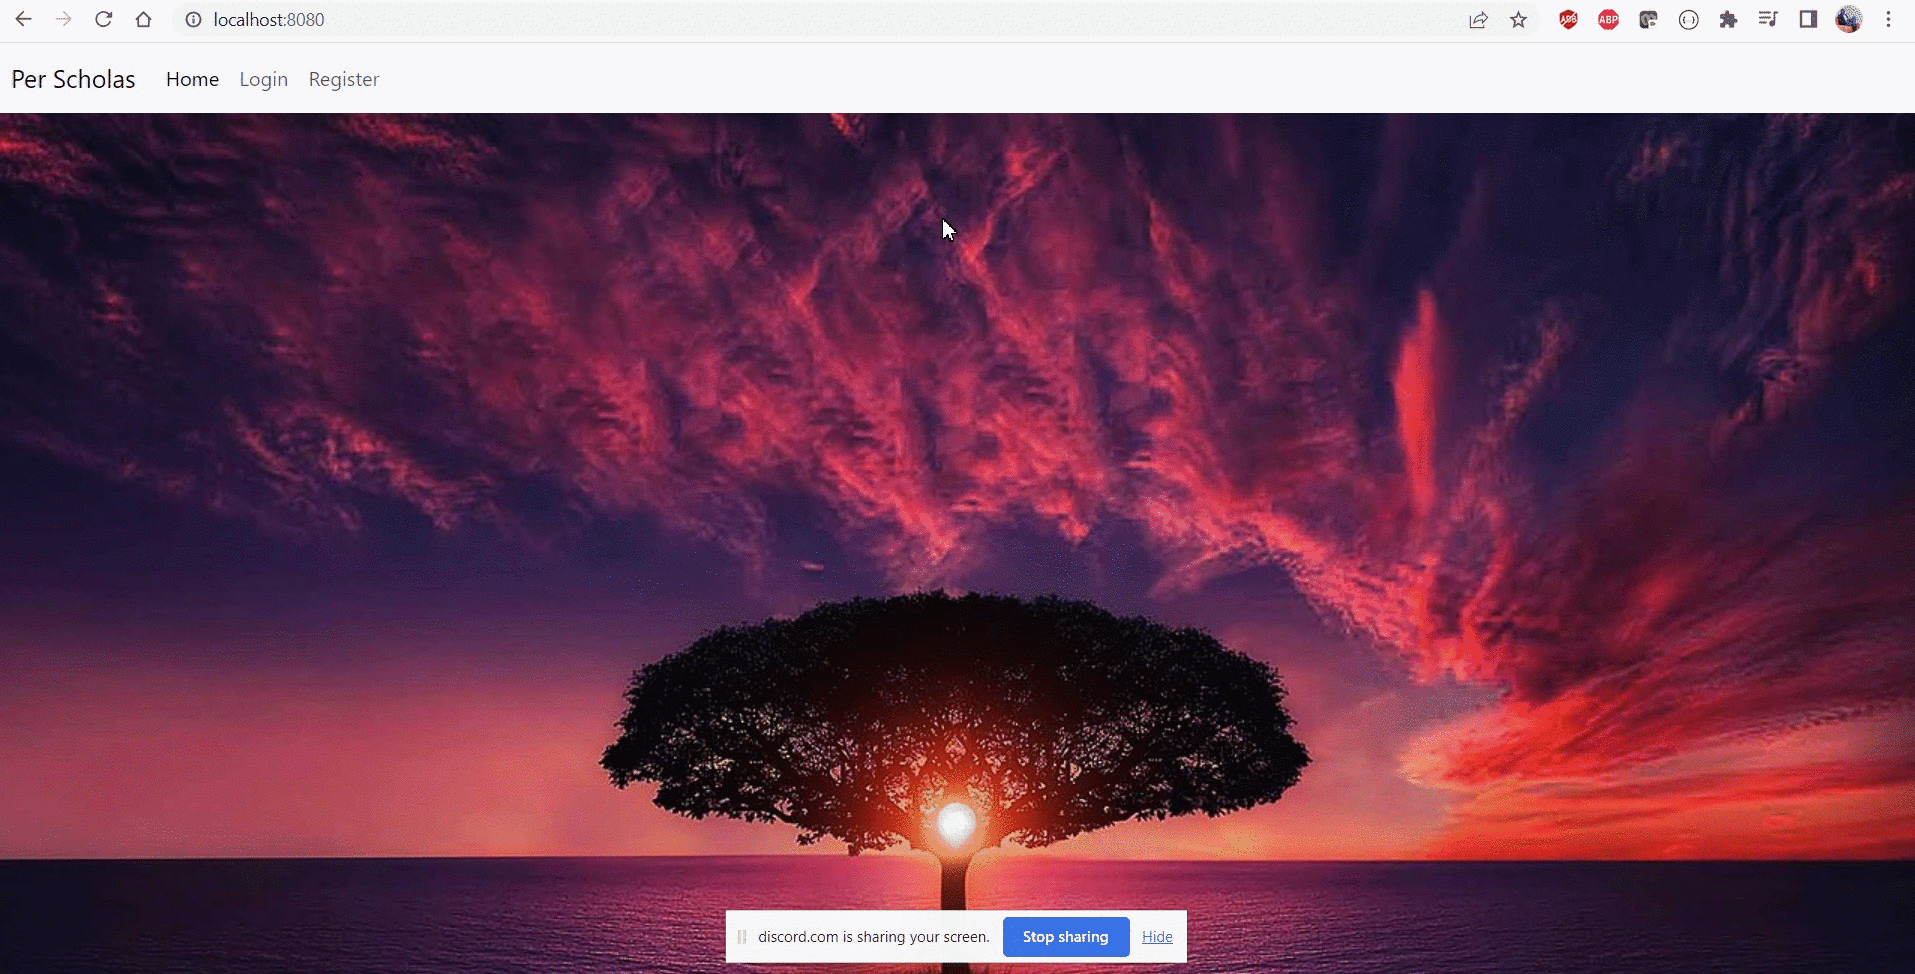 localhost:8080
ABP
Per Scholas Home Login Register
discord.com is sharing your screen. Stop sharing Hide